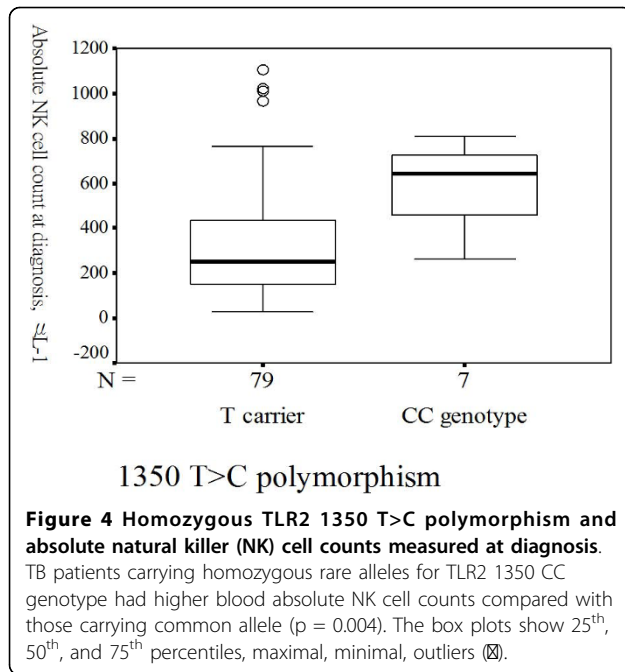 Absolute NK cell count at diagnosis, ≈L-1
1200
1000
800
600
400
200
0
-200
N = 79 7
T carrier CC genotype
1350 T>C polymorphism
Figure 4 Homozygous TLR2 1350 T>C polymorphism and
absolute natural killer (NK) cell counts measured at diagnosis.
TB patients carrying homozygous rare alleles for TLR2 1350 CC
genotype had higher blood absolute NK cell counts compared with
those carrying common allele (p = 0.004). The box plots show 25th,
50th, and 75th percentiles, maximal, minimal, outliers (☒).